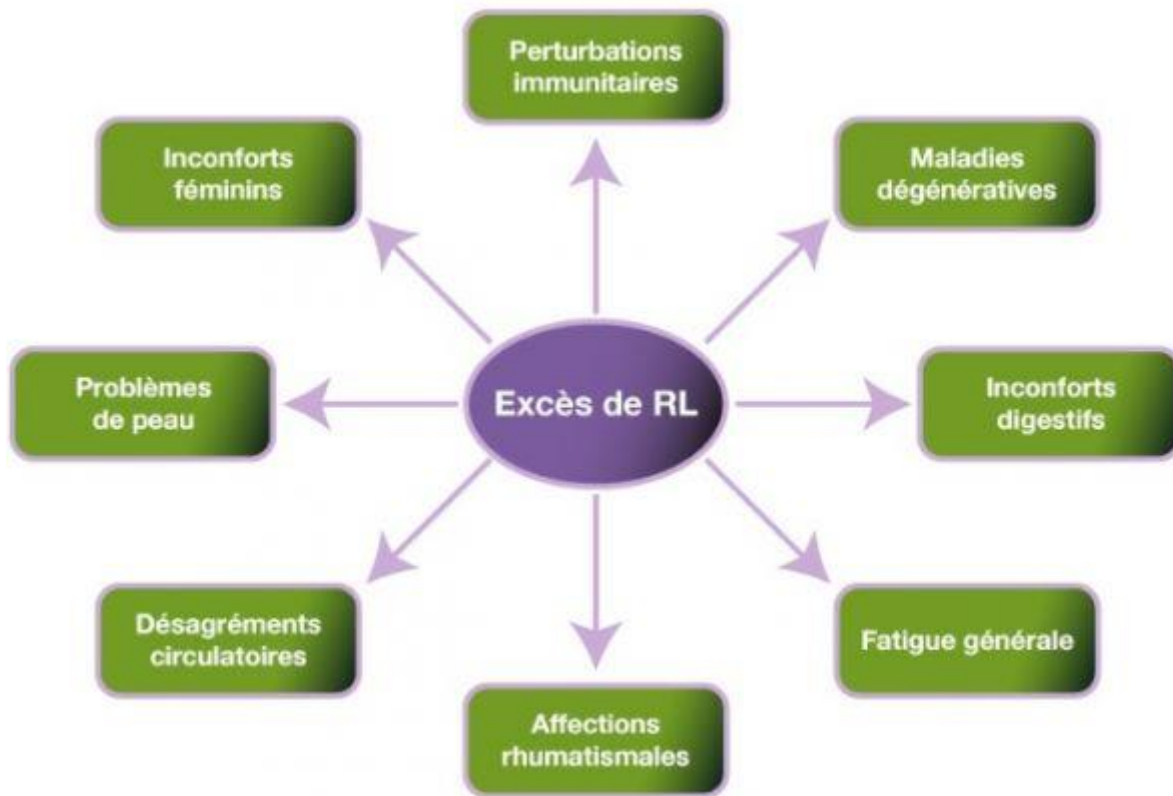 Perturbations
immunitaires
Inconforts
féminins
Maladies
dégénératives
Problèmes
de peau
Excès de RL
Inconforts
digestifs
Désagréments
circulatoires
Fatigue générale
Affections
rhumatismales